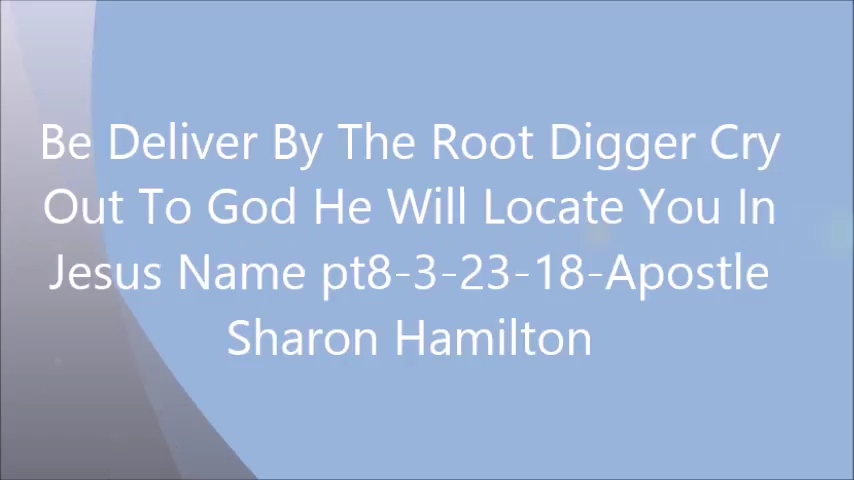 Be Deliver By The Root Digger Cry
Out To God He Will Locate You In
Jesus Name pt8-3-23-18-Apostle
Sharon Hamilton